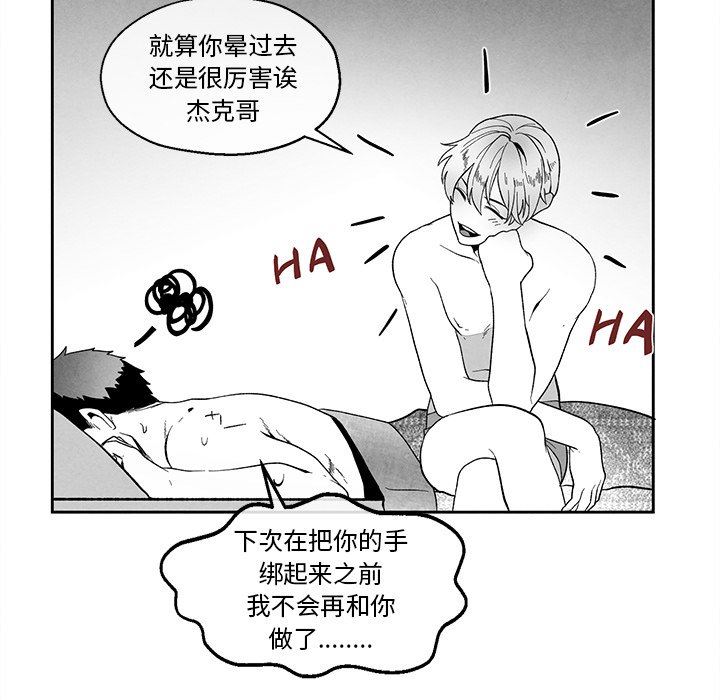 就算你晕过去
还是很厉害诶
杰克哥
HA
HA
下次在把你的手
绑起来之前
我不会再和你
做了........